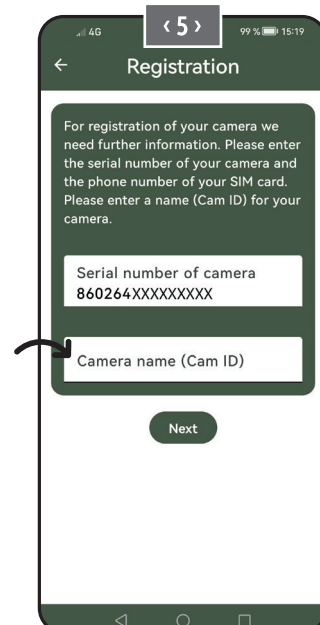 ‹ 5 ›
4G
99 % 15:19
Registration
For registration of your camera we
need further information. Please enter
the serial number of your camera and
the phone number of your SIM card.
Please enter a name (Cam ID) for your
camera.
Serial number of camera
860264XXXXXXXXX
Camera name (Cam ID)
Next